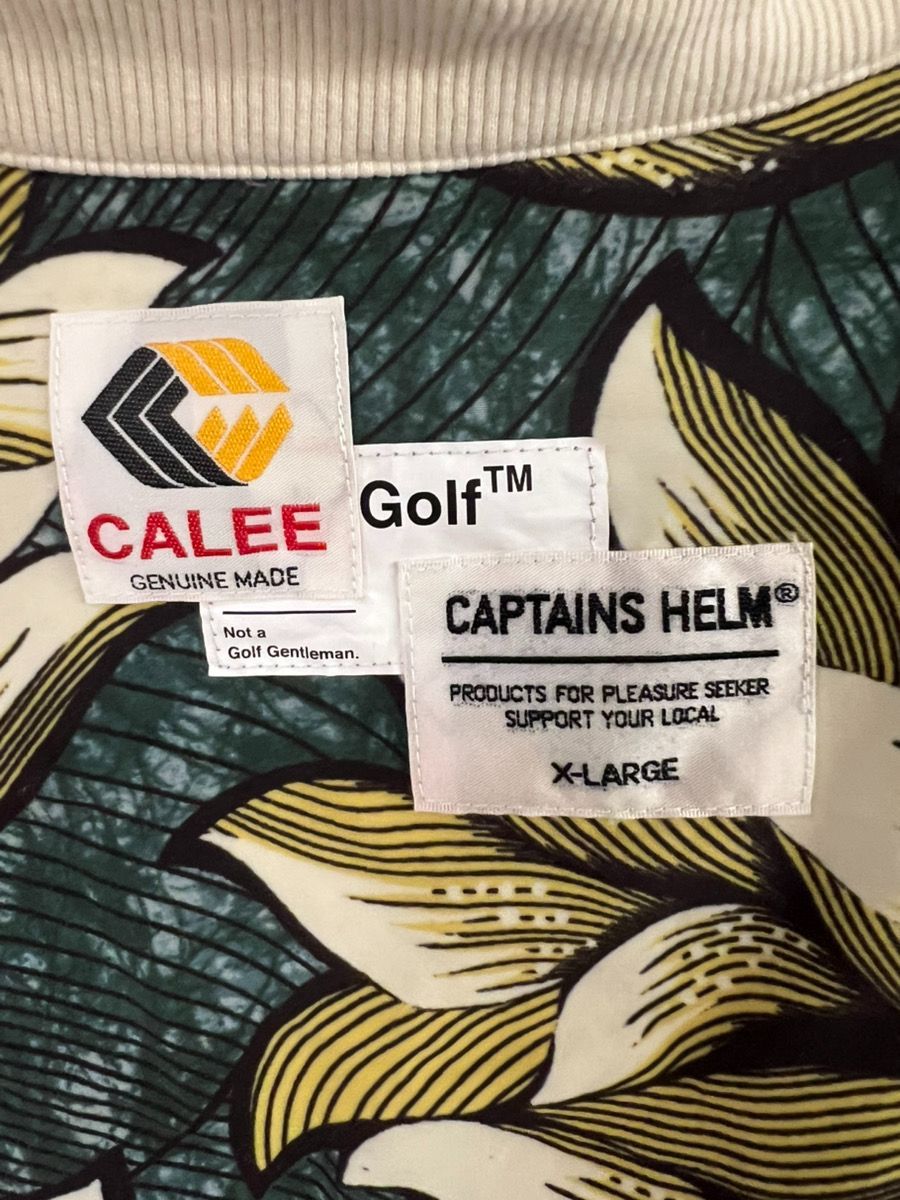 CALEE
GENUINE MADE
Golf™
Not a
Golf Gentleman.
CAPTAINS HELM®
PRODUCTS FOR PLEASURE SEEKER
SUPPORT YOUR LOCAL
X-LARGE